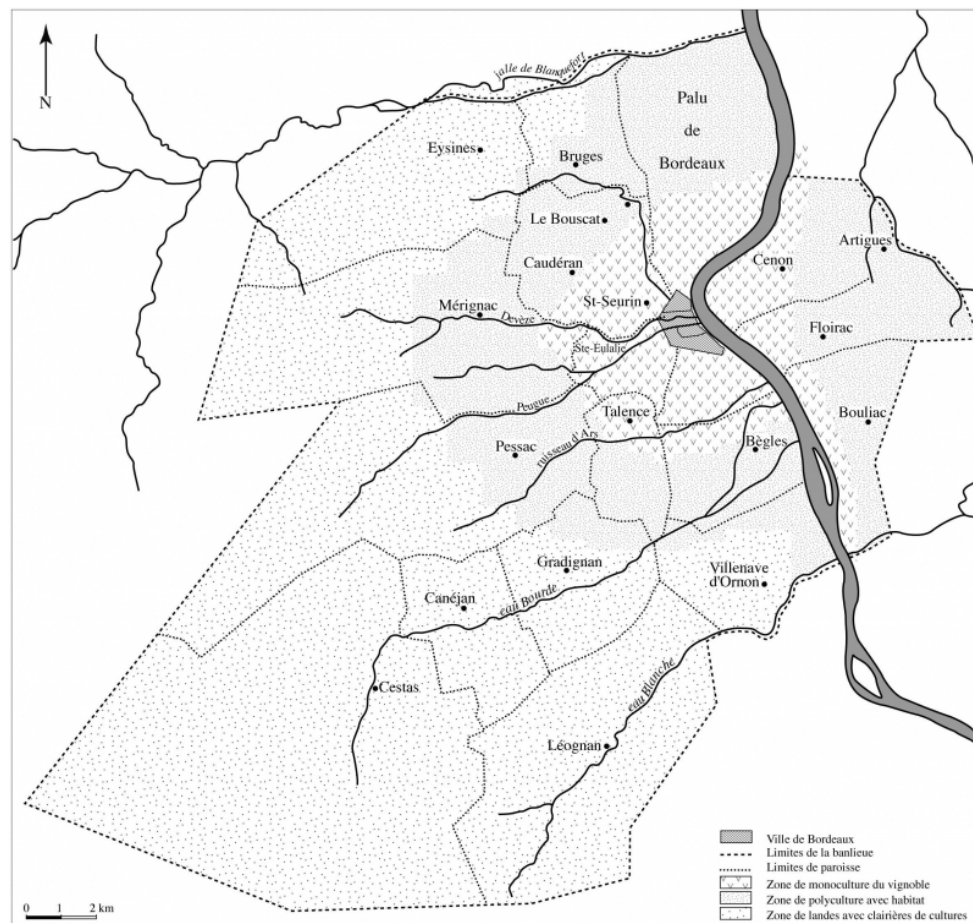 N
jalle de Blanquefort
Palu
de
Bordeaux
Eysines
Bruges
Le Bouscat
Artigues
Cenon
Caudéran
St-Seurin
Mérignac
Devèze
Floirac
Ste-Eulalie
Peugue
Talence
Bouliac
ruisseau d'Ars
Bègles
Pessac
Gradignan
Villenave
d'Ornon
Canéjan
eau Bourde
eau Blanche
Cestas
Léognan
Ville de Bordeaux
Limites de la banlieue
Limites de paroisse
Zone de monoculture du vignoble
Zone de polyculture avec habitat
Zone de landes avec clairières de cultures
0 1 2 km